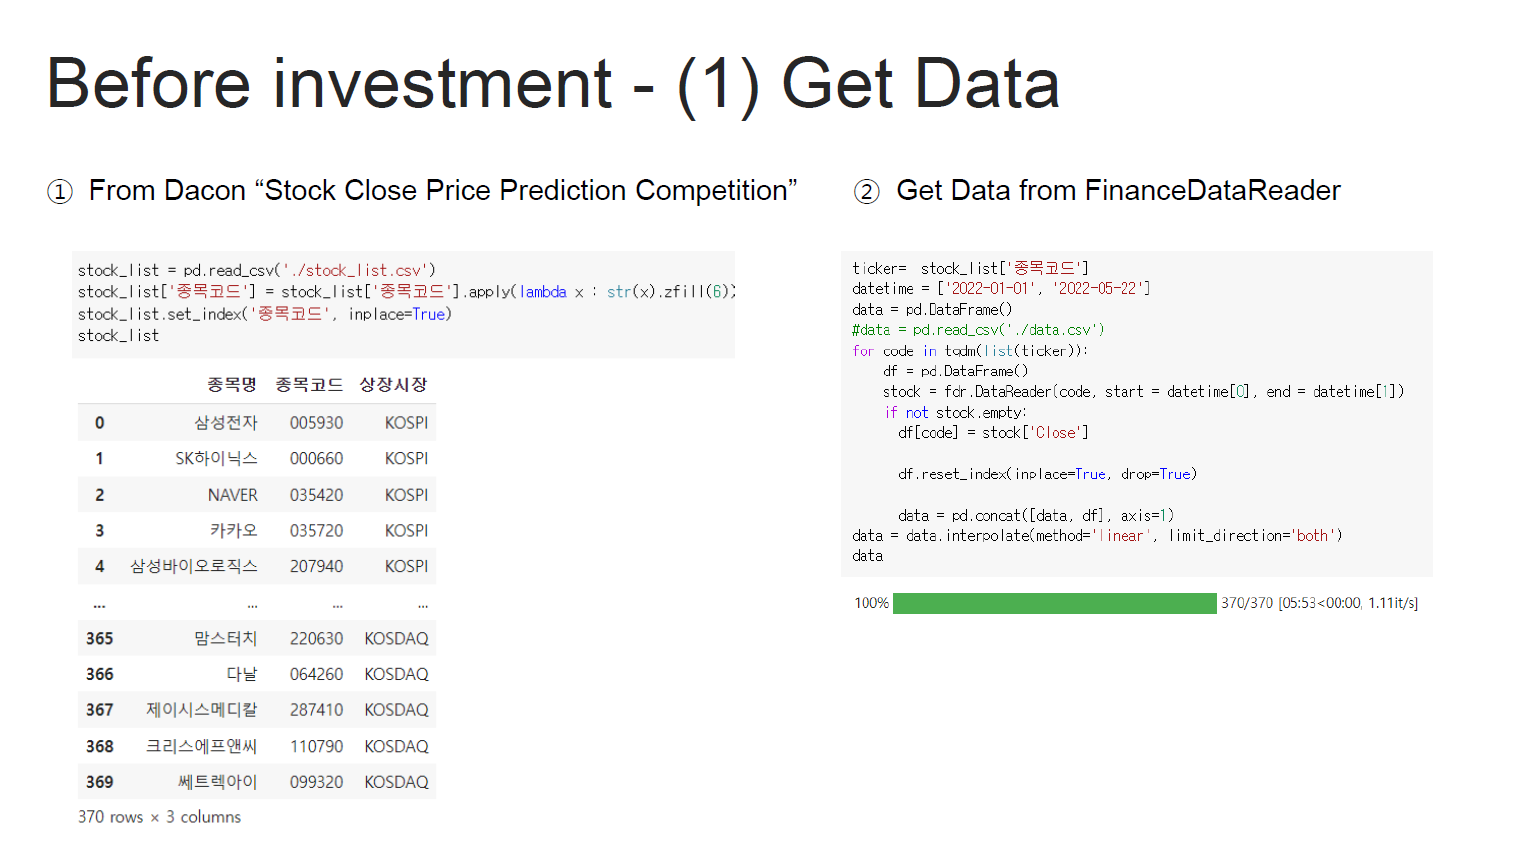 Before investment - (1) Get Data
① From Dacon “Stock Close Price Prediction Competition”
stock_list = pd.read_csv('./stock_list.csv')
stock_list['종목코드'] = stock_list['종목코드'].apply(lambda x : str(x).zfill(6))
stock_list.set_index('종목코드', inplace=True)
stock_list
종목명 종목코드 상장시장
0 삼성전자 005930 KOSPI
1 SK하이닉스 000660 KOSPI
2 NAVER 035420 KOSPI
3 카카오 035720 KOSPI
4 삼성바이오로직스 207940 KOSPI
... ... ... ...
365 맘스터치 220630 KOSDAQ
366 다날 064260 KOSDAQ
367 제이시스메디칼 287410 KOSDAQ
368 크리스에프앤씨 110790 KOSDAQ
369 쎄트렉아이 099320 KOSDAQ
370 rows × 3 columns
② Get Data from FinanceDataReader
ticker= stock_list['종목코드']
datetime = ['2022-01-01', '2022-05-22']
data = pd.DataFrame()
#data = pd.read_csv('./data.csv')
for code in tqdm(list(ticker)):
df = pd.DataFrame()
stock = fdr.DataReader(code, start = datetime[0], end = datetime[1])
if not stock.empty:
df[code] = stock['Close']
df.reset_index(inplace=True, drop=True)
data = pd.concat([data, df], axis=1)
data = data.interpolate(method='linear', limit_direction='both')
data
100% 370/370 [05:53<00:00, 1.11it/s]